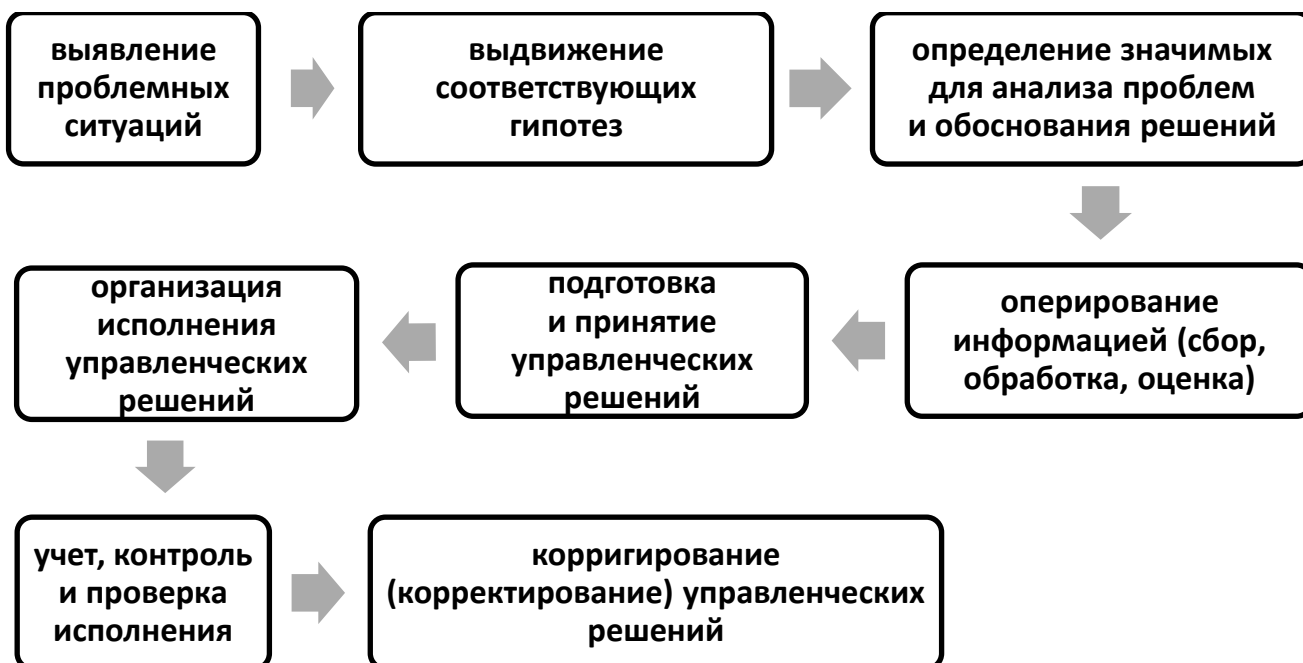 выявление
проблемных
ситуаций
выдвижение
соответствующих
гипотез
определение значимых
для анализа проблем
и обоснования решений
оперирование
информацией (сбор,
обработка, оценка)
подготовка
и принятие
управленческих
решений
организация
исполнения
управленческих
решений
учет, контроль
и проверка
исполнения
корригирование
(корректирование) управленческих
решений